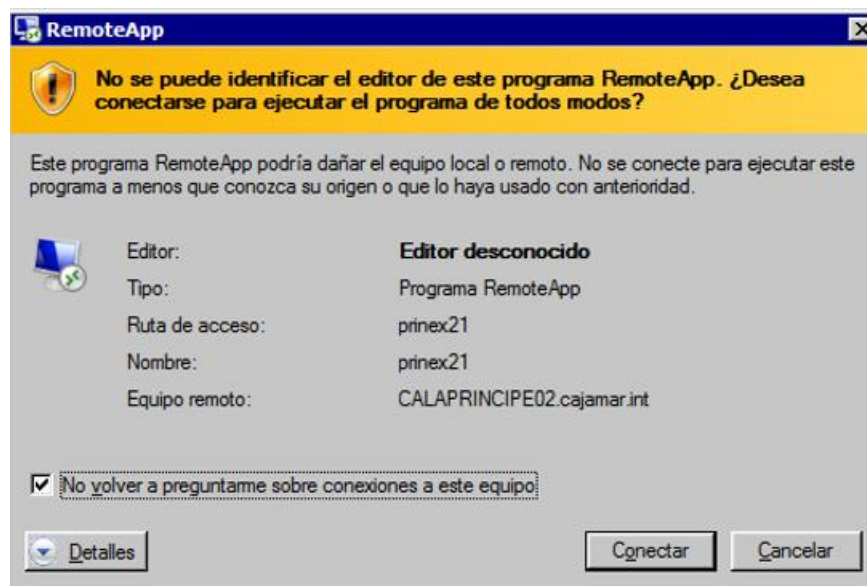 RemoteApp
No se puede identificar el editor de este programa RemoteApp. ¿Desea
conectarse para ejecutar el programa de todos modos?
Este programa RemoteApp podría dañar el equipo local o remoto. No se conecte para ejecutar este
programa a menos que conozca su origen o que lo haya usado con anterioridad.
Editor: Editor desconocido
Tipo: Programa RemoteApp
Ruta de acceso: prinex21
Nombre: prinex21
Equipo remoto: CALAPRINCIPE02.cajamar.int
No volver a preguntarme sobre conexiones a este equipo
Detalles Conectar Cancelar